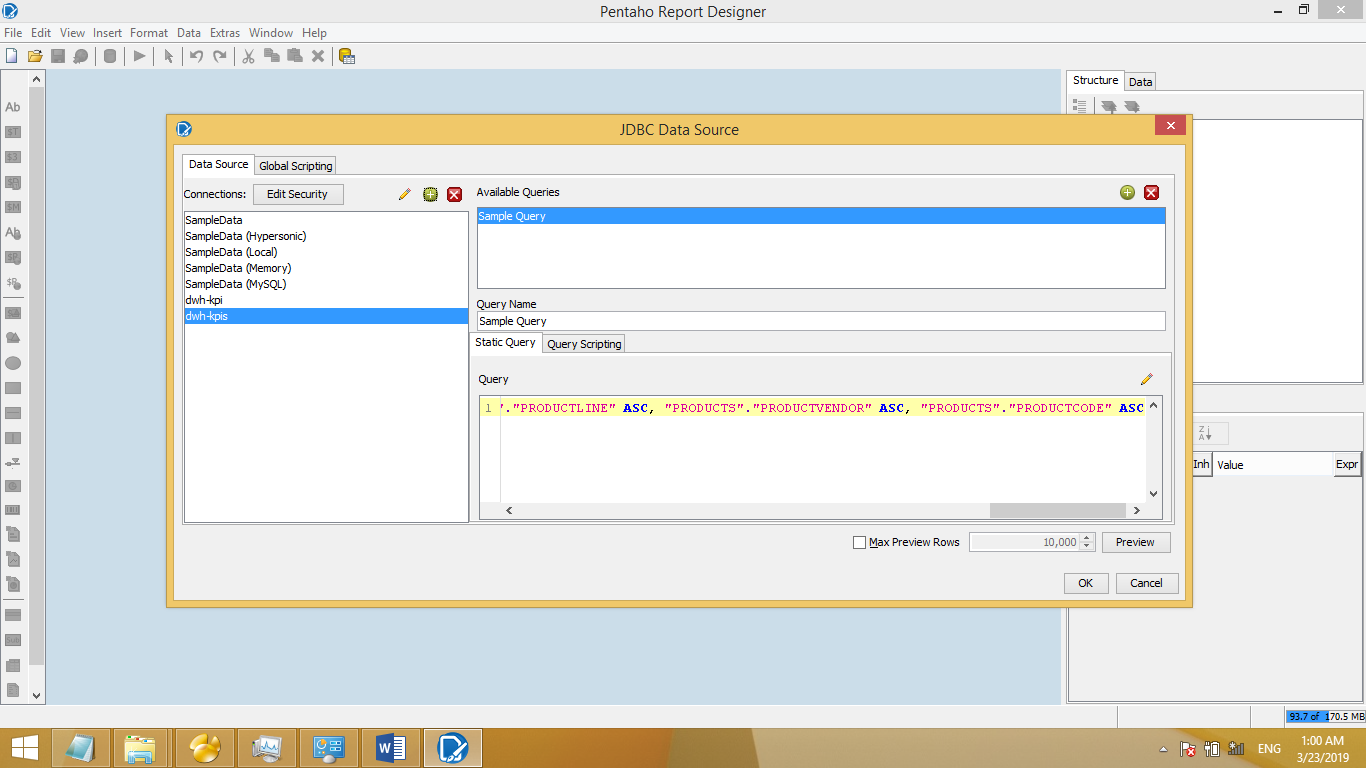 Pentaho Report Designer
File Edit View Insert Format Data Extras Window Help
Structure Data
JDBC Data Source
Data Source Global Scripting
Connections: Edit Security
SampleData
SampleData (Hypersonic)
SampleData (Local)
SampleData (Memory)
SampleData (MySQL)
dwh-kpi
dwh-kpis
Available Queries
Sample Query
Query Name
Sample Query
Static Query Query Scripting
Query
1 "."PRODUCTLINE" ASC, "PRODUCTS"."PRODUCTVENDOR" ASC, "PRODUCTS"."PRODUCTCODE" ASC
Max Preview Rows 10,000 Preview
OK Cancel
Inh Value Expr
Ab
Ab
93.7 of 170.5 MB
ENG
1:00 AM
3/23/2019